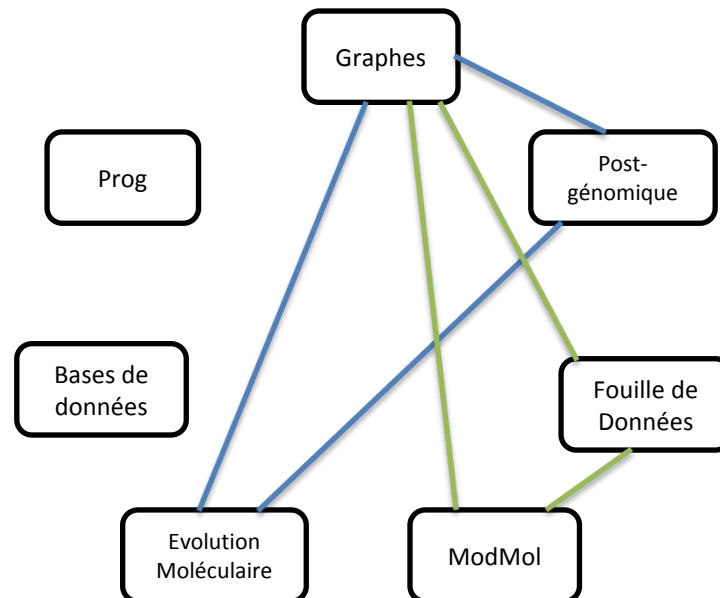 Graphes
Prog
Post-
génomique
Bases de
données
Fouille de
Données
Evolution
Moléculaire
ModMol